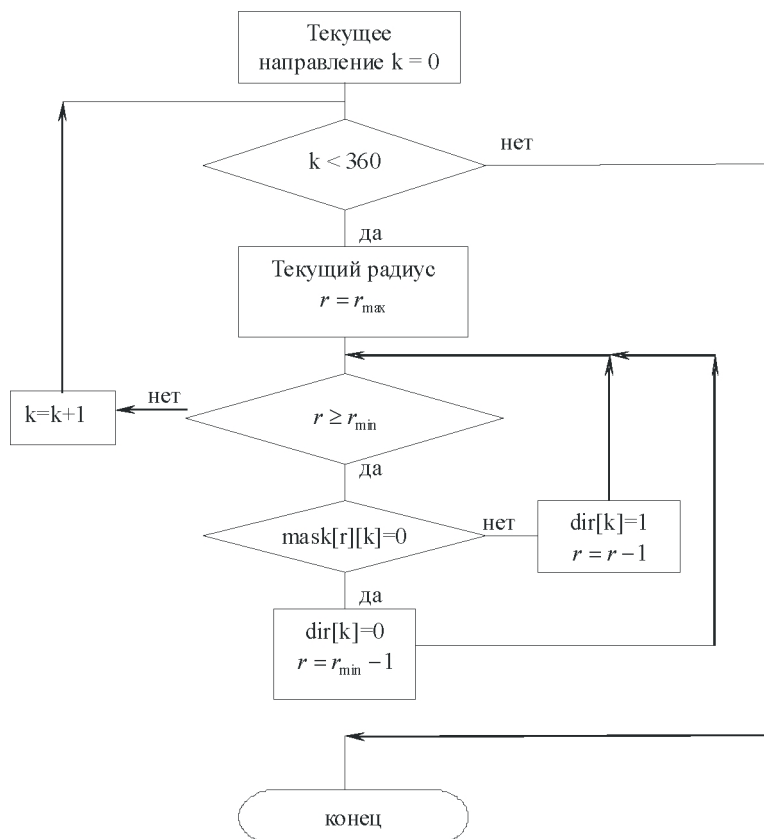 Текущее
направление k = 0
k < 360
нет
да
Текущий радиус
r = r_max
нет
k=k+1
r ≥ r_min
да
mask[r][k]=0
нет
dir[k]=1
r = r − 1
да
dir[k]=0
r = r_min − 1
конец